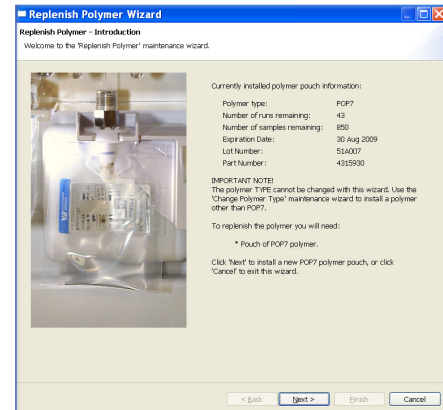 Replenish Polymer Wizard
Replenish Polymer - Introduction
Welcome to the 'Replenish Polymer' maintenance wizard.
Currently installed polymer pouch information:
Polymer type: POP7
Number of runs remaining: 43
Number of samples remaining: 850
Expiration Date: 30 Aug 2009
Lot Number: 51A007
Part Number: 4315930
IMPORTANT NOTE!
The polymer TYPE cannot be changed with this wizard. Use the
'Change Polymer Type' maintenance wizard to install a polymer
other than POP7.
To replenish the polymer you will need:
* Pouch of POP7 polymer.
Click 'Next' to install a new POP7 polymer pouch, or click
'Cancel' to exit this wizard.
< Back
Next >
Finish
Cancel